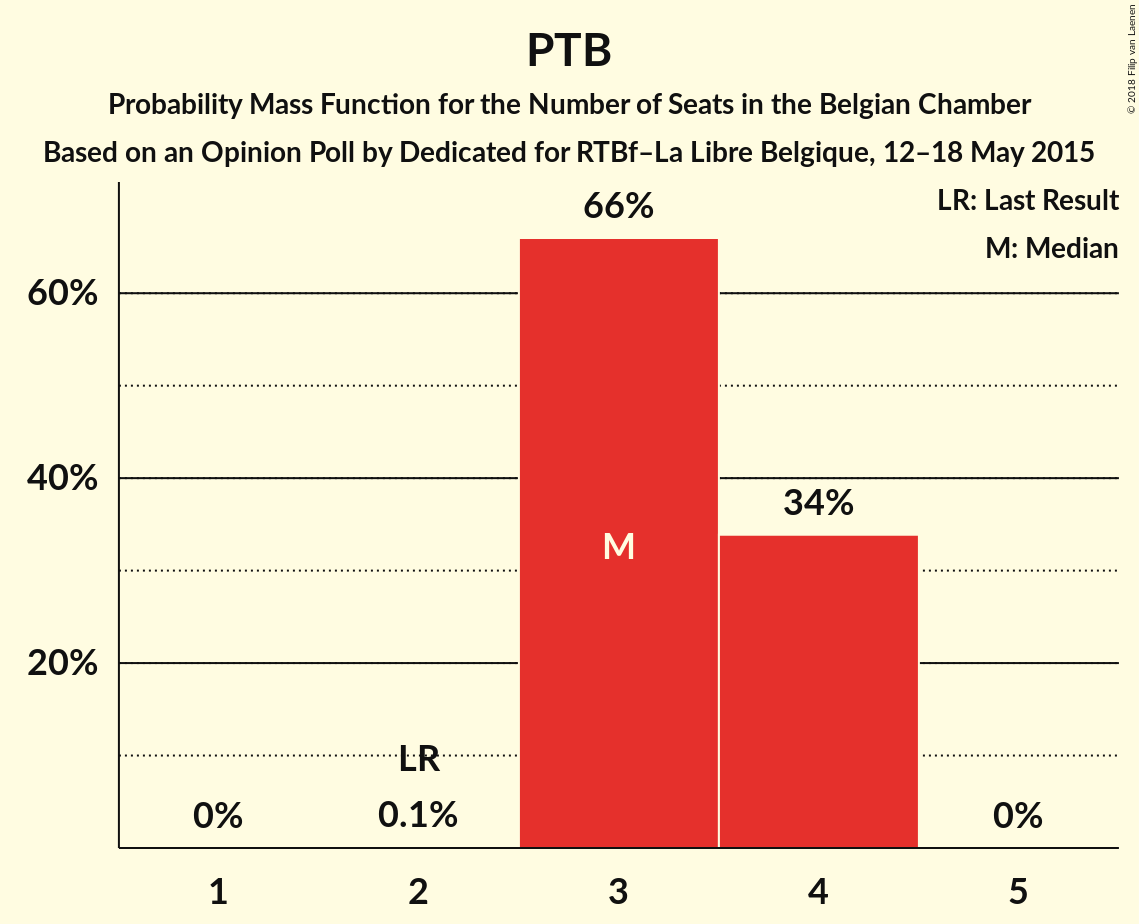 PTB
Probability Mass Function for the Number of Seats in the Belgian Chamber
Based on an Opinion Poll by Dedicated for RTBf–La Libre Belgique, 12–18 May 2015
© 2018 Filip van Laenen
LR: Last Result
M: Median
66%
60%
40%
34%
M
20%
LR
0%
0.1%
0%
1
2
3
4
5